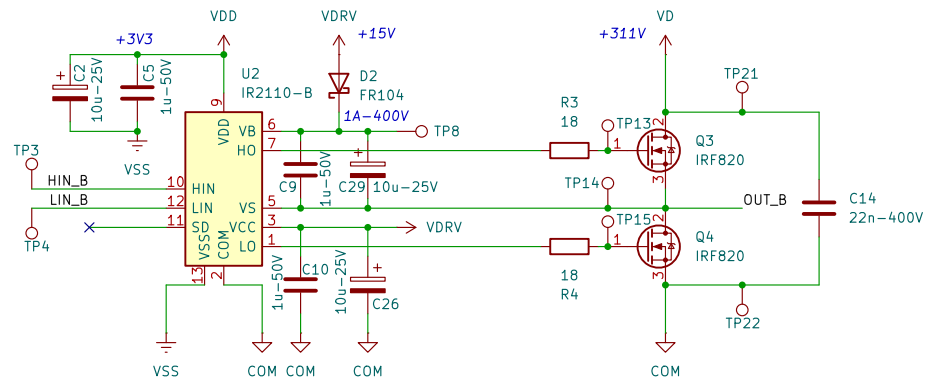 VDD
VDRV
VD
+3V3
+15V
+311V
+
C2
10u-25V
C5
1u-50V
U2
IR2110-B
D2
FR104
1A-400V
TP21
R3
18
TP13
2
1
3
Q3
IRF820
VSS
9
VDD
VB
6
TP8
HO
7
+
C9
1u-50V
C29
10u-25V
TP3
HIN_B
10
HIN
TP14
LIN_B
12
LIN
VS
5
OUT_B
C14
22n-400V
TP4
11
SD
VCC
3
VDRV
TP15
VSS
COM
LO
1
2
1
3
Q4
IRF820
13
2
1u-50V
C10
10u-25V
+
C26
18
R4
TP22
VSS
COM
COM
COM
COM